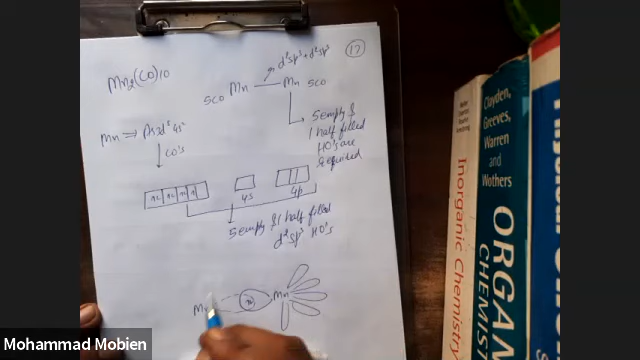 17
Mn2(CO)10
d²sp³ + d²sp³
5CO Mn — Mn 5CO
5 empty &
1 half filled
HO's are
required
Mn ⇒ Ar 3d⁵ 4s²
CO's
4s 4p
5 empty & 1 half filled
d²sp³ HO's
Mn Mn
Mohammad Mobien
Inorganic Chemistry
Clayden,
Greeves,
Warren
and
Wothers
ORGANIC
CHEMISTRY